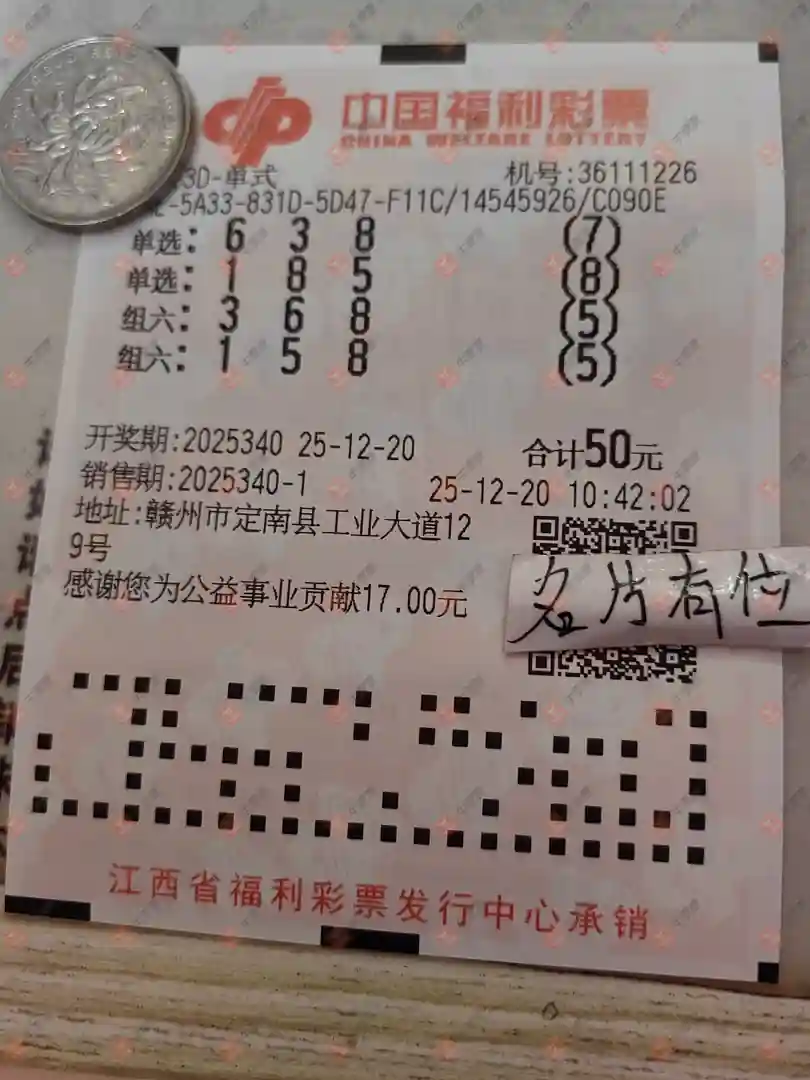 中国福利彩票
CHINA WELFARE LOTTERY
3D-单式 机号:36111226
-5A33-831D-5D47-F11C/14545926/C090E
单选: 6 3 8 (7)
单选: 1 8 5 (8)
组六: 3 6 8 (5)
组六: 1 5 8 (5)
开奖期:2025340 25-12-20 合计50元
销售期:2025340-1 25-12-20 10:42:02
地址:赣州市定南县工业大道12
9号
感谢您为公益事业贡献17.00元
名片有位
江西省福利彩票发行中心承销